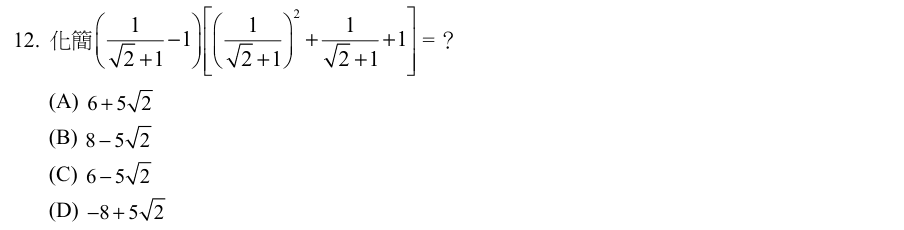 12. 化簡(1/(√2+1) −1)[(1/(√2+1))² + 1/(√2+1) +1] = ?
(A) 6+5√2
(B) 8−5√2
(C) 6−5√2
(D) −8+5√2